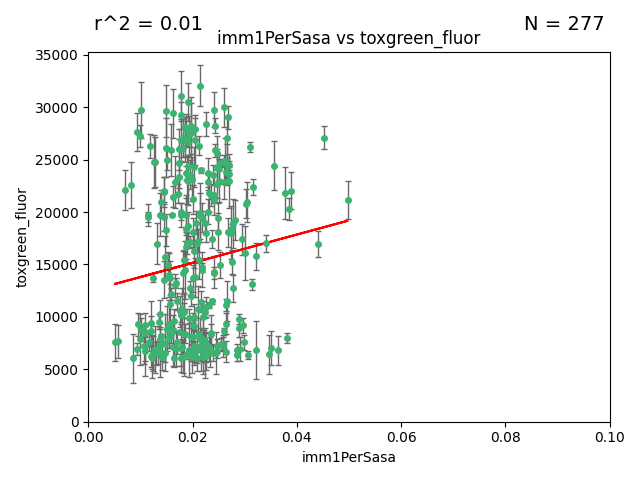 r^2 = 0.01
N = 277
imm1PerSasa vs toxgreen_fluor
35000
30000
25000
20000
15000
10000
5000
0
toxgreen_fluor
0.00
0.02
0.04
0.06
0.08
0.10
imm1PerSasa